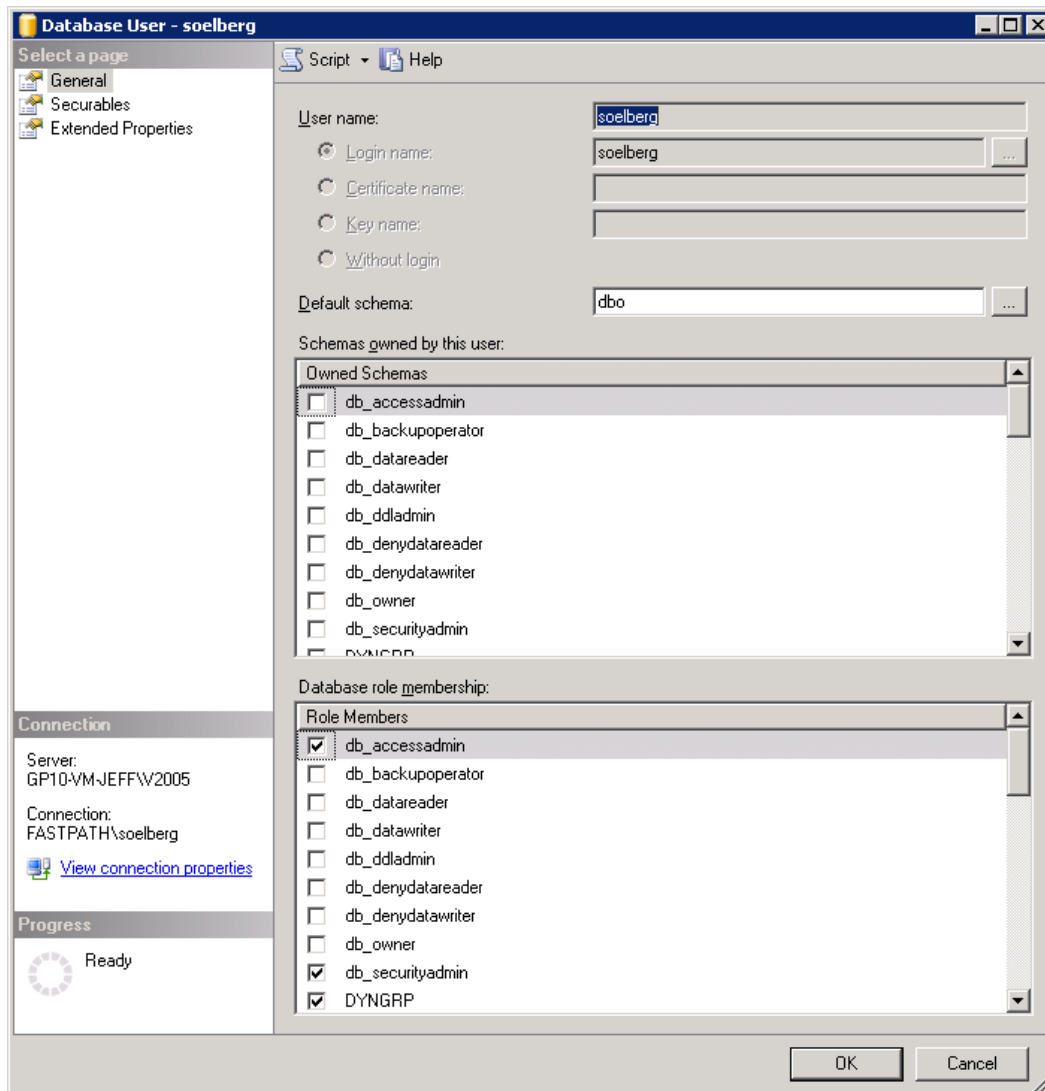 Database User - soelberg
Select a page
General
Securables
Extended Properties
Script
Help
User name:
soelberg
Login name:
soelberg
...
Certificate name:
Key name:
Without login
Default schema:
dbo
...
Schemas owned by this user:
Owned Schemas
db_accessadmin
db_backupoperator
db_datareader
db_datawriter
db_ddladmin
db_denydatareader
db_denydatawriter
db_owner
db_securityadmin
DYNGRP
Database role membership:
Role Members
db_accessadmin
db_backupoperator
db_datareader
db_datawriter
db_ddladmin
db_denydatareader
db_denydatawriter
db_owner
db_securityadmin
DYNGRP
Connection
Server:
GP10-VM-JEFF\V2005
Connection:
FASTPATH\soelberg
View connection properties
Progress
Ready
OK
Cancel